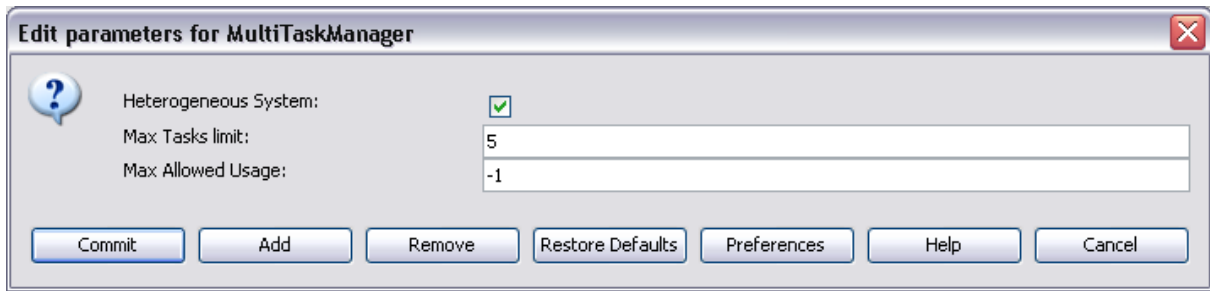 Edit parameters for MultiTaskManager
Heterogeneous System:
Max Tasks limit: 5
Max Allowed Usage: -1
Commit Add Remove Restore Defaults Preferences Help Cancel